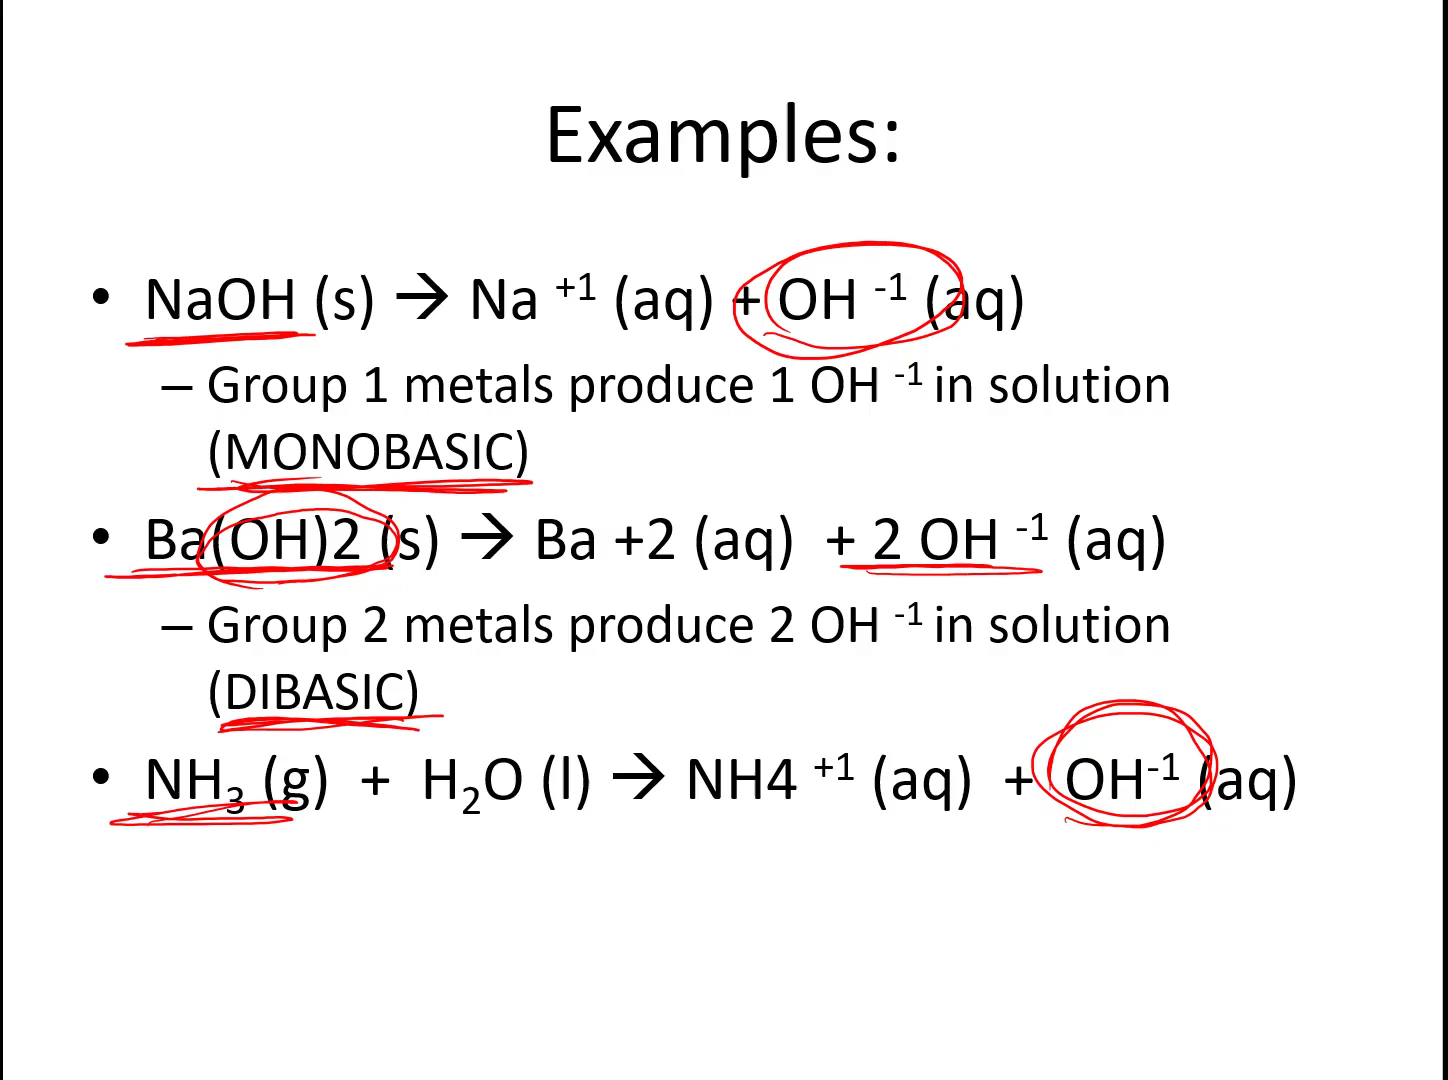 Examples:
• NaOH (s) → Na ⁺¹ (aq) + OH ⁻¹ (aq)
– Group 1 metals produce 1 OH ⁻¹ in solution
(MONOBASIC)
• Ba(OH)2 (s) → Ba +2 (aq) + 2 OH ⁻¹ (aq)
– Group 2 metals produce 2 OH ⁻¹ in solution
(DIBASIC)
• NH₃ (g) + H₂O (l) → NH4 ⁺¹ (aq) + OH⁻¹ (aq)